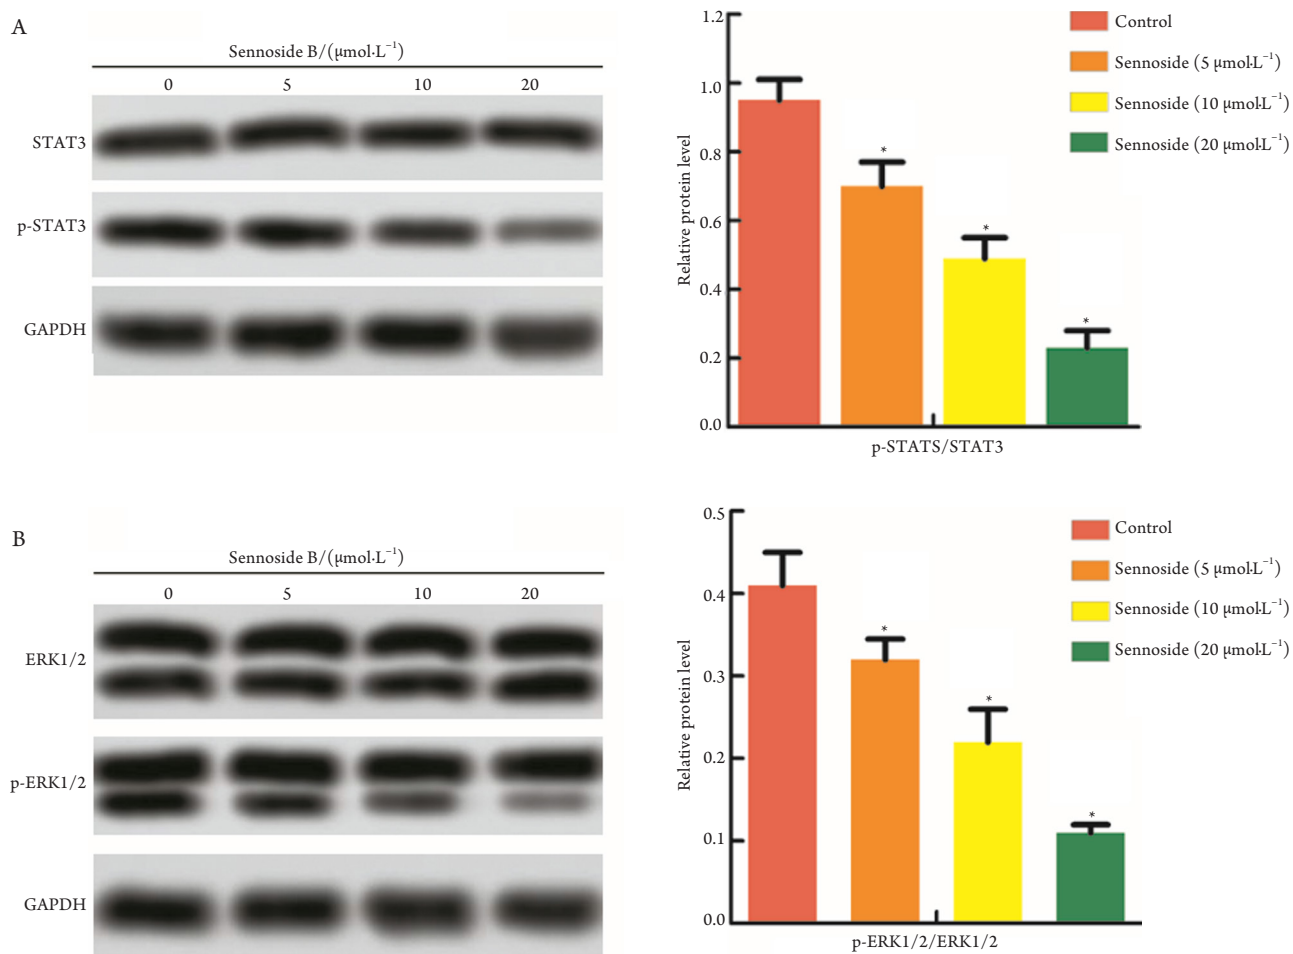 A
Sennoside B/(µmol·L⁻¹)
0 5 10 20
STAT3
p-STAT3
GAPDH
1.2
1.0
0.8
0.6
0.4
0.2
0.0
Relative protein level
*
*
*
p-STATS/STAT3
Control
Sennoside (5 µmol·L⁻¹)
Sennoside (10 µmol·L⁻¹)
Sennoside (20 µmol·L⁻¹)
B
Sennoside B/(µmol·L⁻¹)
0 5 10 20
ERK1/2
p-ERK1/2
GAPDH
0.5
0.4
0.3
0.2
0.1
0.0
Relative protein level
*
*
*
p-ERK1/2/ERK1/2
Control
Sennoside (5 µmol·L⁻¹)
Sennoside (10 µmol·L⁻¹)
Sennoside (20 µmol·L⁻¹)